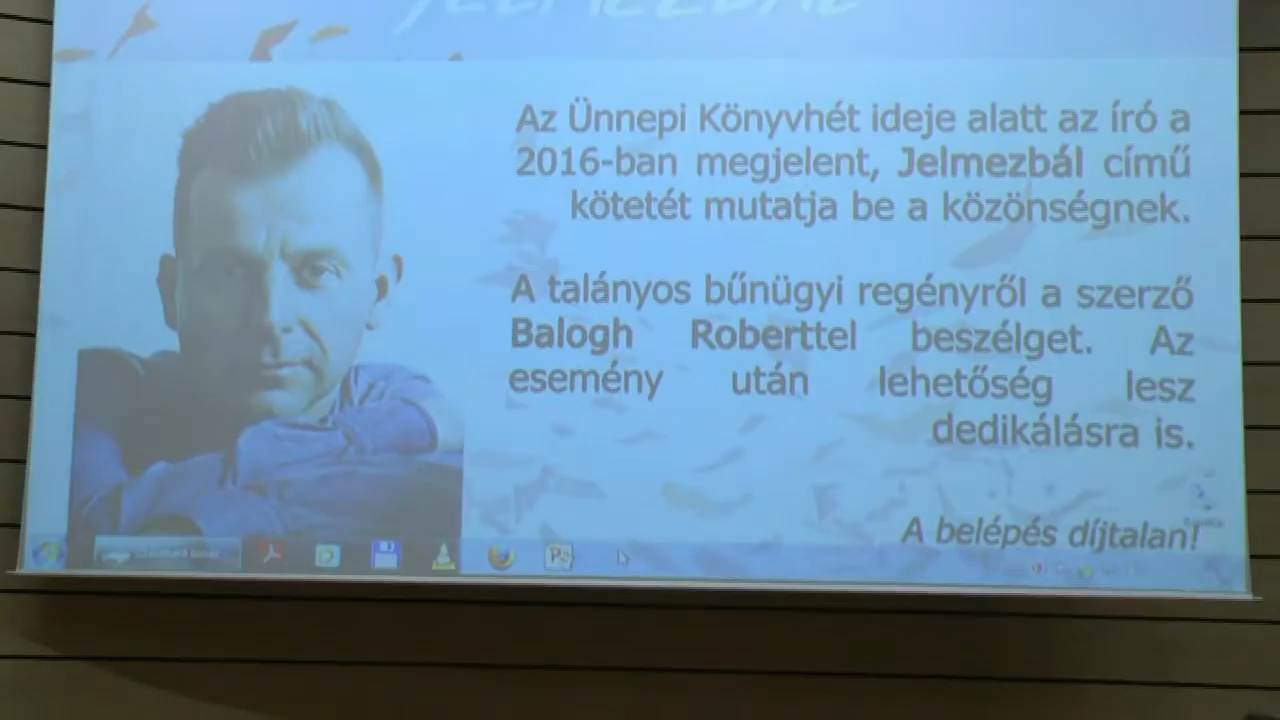 JELMEZBÁL
Az Ünnepi Könyvhét ideje alatt az író a
2016-ban megjelent, Jelmezbál című
kötetét mutatja be a közönségnek.
A talányos bűnügyi regényről a szerző
Balogh Roberttel beszélget. Az
esemény után lehetőség lesz
dedikálásra is.
A belépés díjtalan!